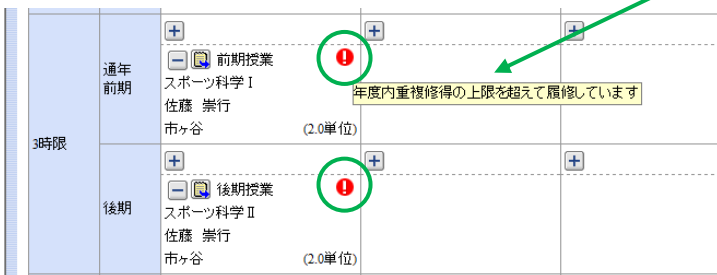 3時限
通年
前期
前期授業
スポーツ科学Ⅰ
佐藤 崇行
市ヶ谷 (2.0単位)
年度内重複修得の上限を超えて履修しています
後期
後期授業
スポーツ科学Ⅱ
佐藤 崇行
市ヶ谷 (2.0単位)